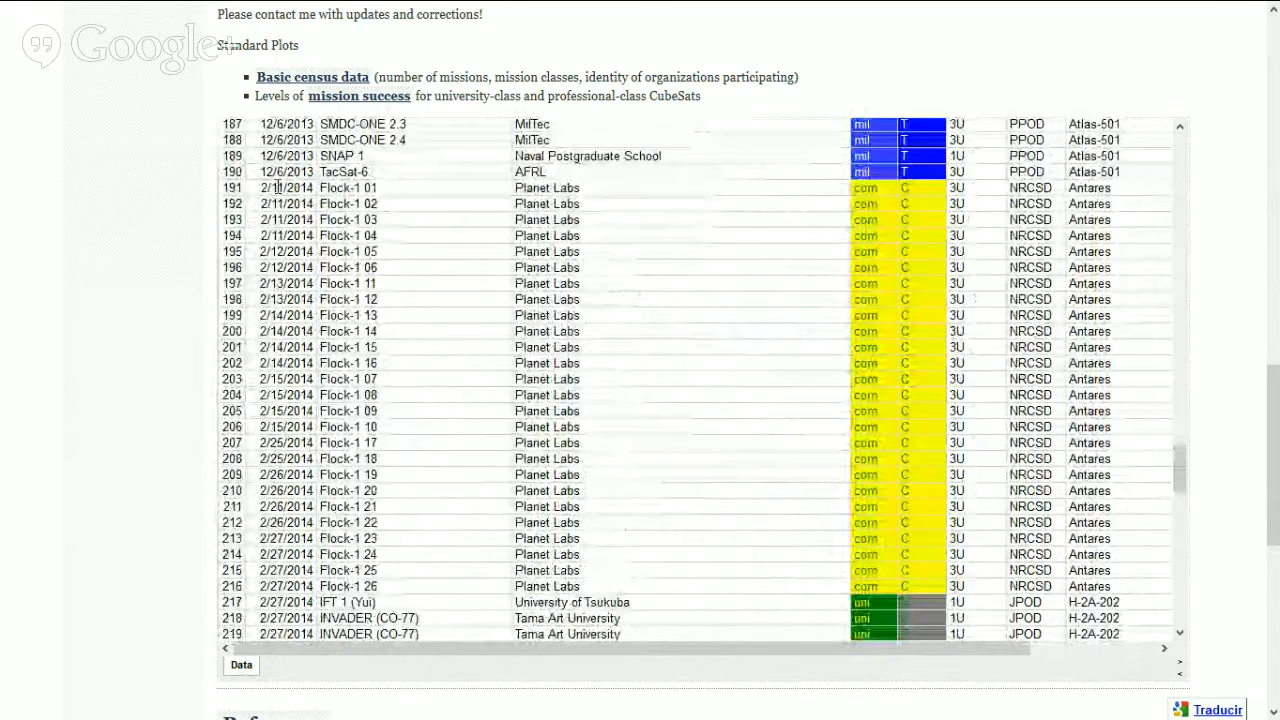 Please contact me with updates and corrections!
Google+
Standard Plots
Basic census data (number of missions, mission classes, identity of organizations participating)
Levels of mission success for university-class and professional-class CubeSats
187 12/6/2013 SMDC-ONE 2.3 MilTec mil T 3U PPOD Atlas-501
188 12/6/2013 SMDC-ONE 2.4 MilTec mil T 3U PPOD Atlas-501
189 12/6/2013 SNAP 1 Naval Postgraduate School mil T 1U PPOD Atlas-501
190 12/6/2013 TacSat-6 AFRL mil T 3U PPOD Atlas-501
191 2/11/2014 Flock-1 01 Planet Labs com C 3U NRCSD Antares
192 2/11/2014 Flock-1 02 Planet Labs com C 3U NRCSD Antares
193 2/11/2014 Flock-1 03 Planet Labs com C 3U NRCSD Antares
194 2/11/2014 Flock-1 04 Planet Labs com C 3U NRCSD Antares
195 2/12/2014 Flock-1 05 Planet Labs com C 3U NRCSD Antares
196 2/12/2014 Flock-1 06 Planet Labs com C 3U NRCSD Antares
197 2/13/2014 Flock-1 11 Planet Labs com C 3U NRCSD Antares
198 2/13/2014 Flock-1 12 Planet Labs com C 3U NRCSD Antares
199 2/14/2014 Flock-1 13 Planet Labs com C 3U NRCSD Antares
200 2/14/2014 Flock-1 14 Planet Labs com C 3U NRCSD Antares
201 2/14/2014 Flock-1 15 Planet Labs com C 3U NRCSD Antares
202 2/14/2014 Flock-1 16 Planet Labs com C 3U NRCSD Antares
203 2/15/2014 Flock-1 07 Planet Labs com C 3U NRCSD Antares
204 2/15/2014 Flock-1 08 Planet Labs com C 3U NRCSD Antares
205 2/15/2014 Flock-1 09 Planet Labs com C 3U NRCSD Antares
206 2/15/2014 Flock-1 10 Planet Labs com C 3U NRCSD Antares
207 2/25/2014 Flock-1 17 Planet Labs com C 3U NRCSD Antares
208 2/25/2014 Flock-1 18 Planet Labs com C 3U NRCSD Antares
209 2/26/2014 Flock-1 19 Planet Labs com C 3U NRCSD Antares
210 2/26/2014 Flock-1 20 Planet Labs com C 3U NRCSD Antares
211 2/26/2014 Flock-1 21 Planet Labs com C 3U NRCSD Antares
212 2/26/2014 Flock-1 22 Planet Labs com C 3U NRCSD Antares
213 2/27/2014 Flock-1 23 Planet Labs com C 3U NRCSD Antares
214 2/27/2014 Flock-1 24 Planet Labs com C 3U NRCSD Antares
215 2/27/2014 Flock-1 25 Planet Labs com C 3U NRCSD Antares
216 2/27/2014 Flock-1 26 Planet Labs com C 3U NRCSD Antares
217 2/27/2014 IFT 1 (Yui) University of Tsukuba uni 1U JPOD H-2A-202
218 2/27/2014 INVADER (CO-77) Tama Art University uni 1U JPOD H-2A-202
219 2/27/2014 INVADER (CO-77) Tama Art University uni 1U JPOD H-2A-202
Data
Traducir